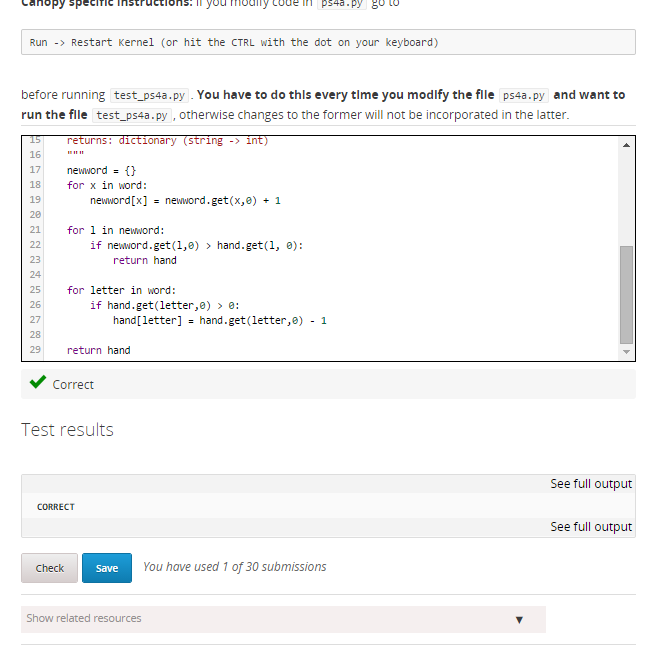 Canopy specific instructions: If you modify code in ps4a.py go to
Run -> Restart Kernel (or hit the CTRL with the dot on your keyboard)
before running test_ps4a.py . You have to do this every time you modify the file ps4a.py and want to
run the file test_ps4a.py , otherwise changes to the former will not be incorporated in the latter.
15 returns: dictionary (string -> int)
16 """
17 newword = {}
18 for x in word:
19 newword[x] = newword.get(x,0) + 1
20
21 for l in newword:
22 if newword.get(l,0) > hand.get(l, 0):
23 return hand
24
25 for letter in word:
26 if hand.get(letter,0) > 0:
27 hand[letter] = hand.get(letter,0) - 1
28
29 return hand
Correct
Test results
See full output
CORRECT
See full output
Check Save You have used 1 of 30 submissions
Show related resources